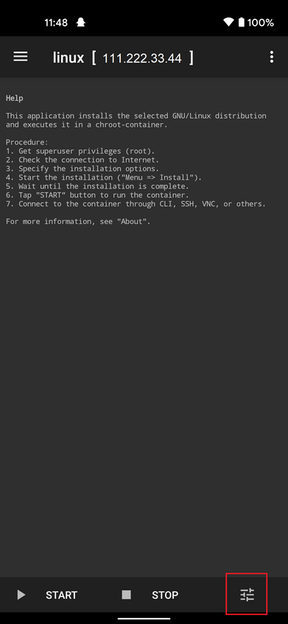 11:48 100%
linux [ 111.222.33.44 ]
Help
This application installs the selected GNU/Linux distribution
and executes it in a chroot-container.
Procedure:
1. Get superuser privileges (root).
2. Check the connection to Internet.
3. Specify the installation options.
4. Start the installation ("Menu => Install").
5. Wait until the installation is complete.
6. Tap "START" button to run the container.
7. Connect to the container through CLI, SSH, VNC, or others.
For more information, see "About".
START STOP